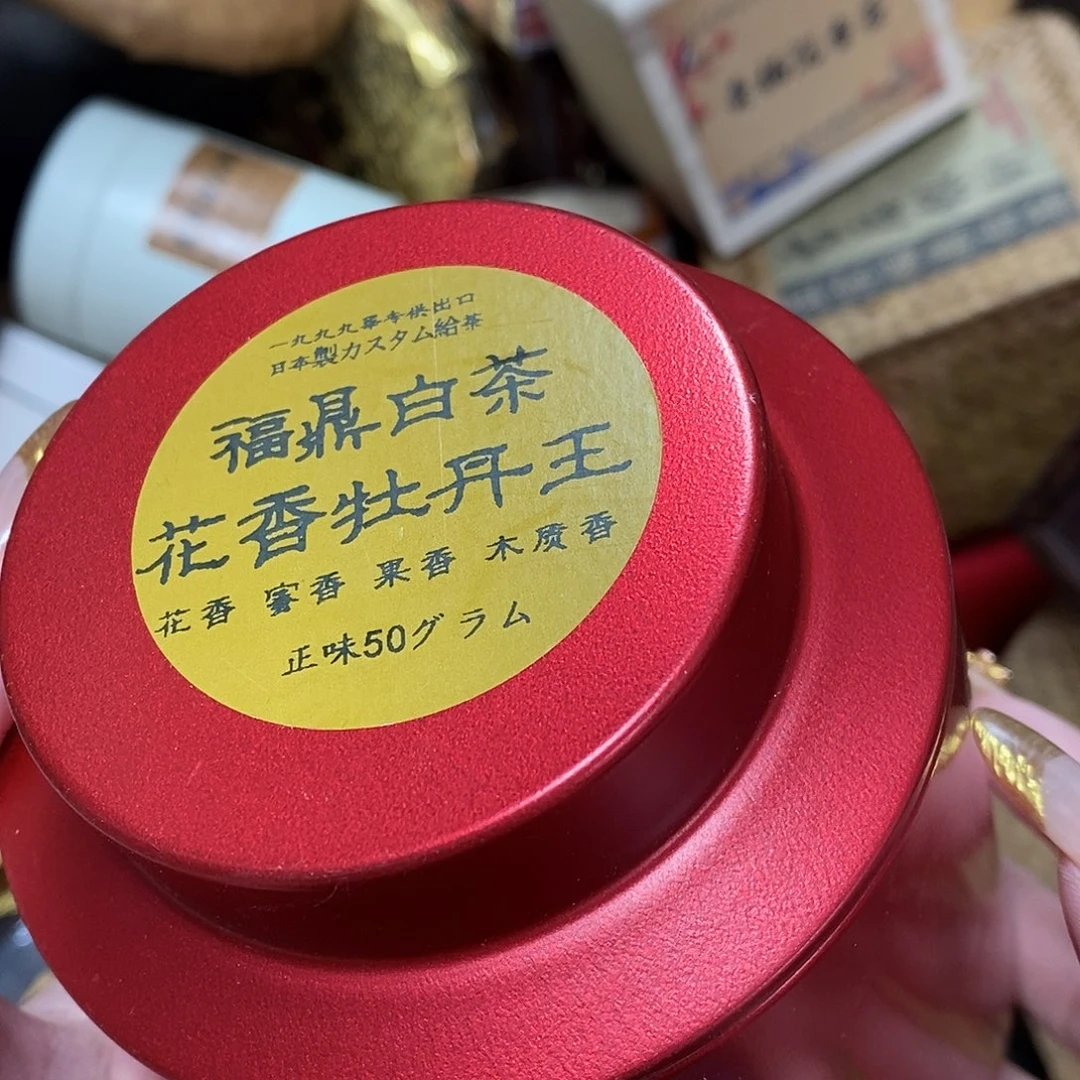 一九九九專寺供出口
日本製カスタム給茶
福鼎白茶
花香牡丹王
花香 蜜香 果香 木质香
正味50グラム